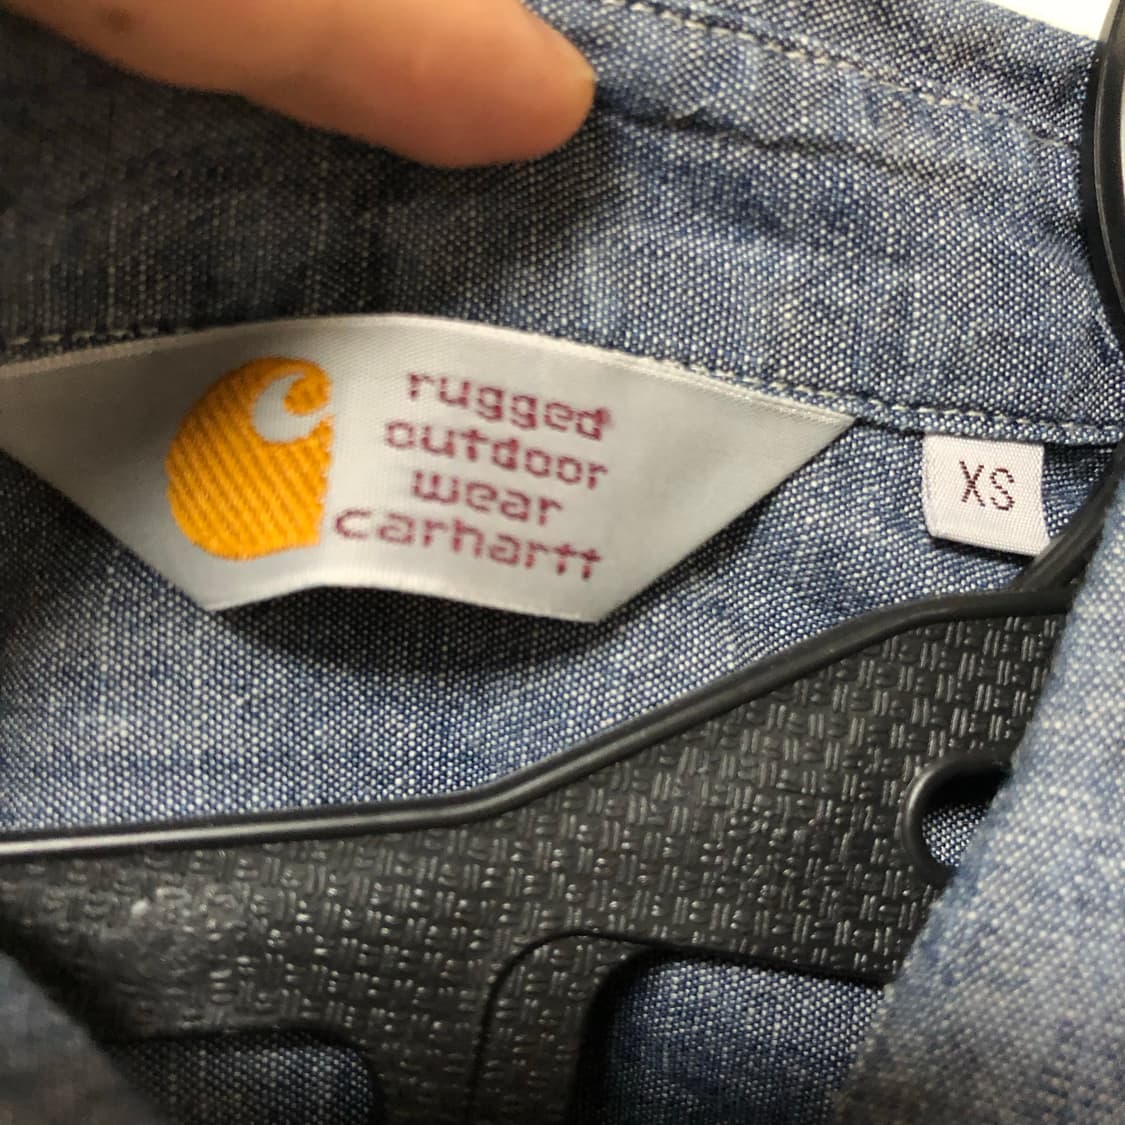 rugged
outdoor
wear
carhartt
XS